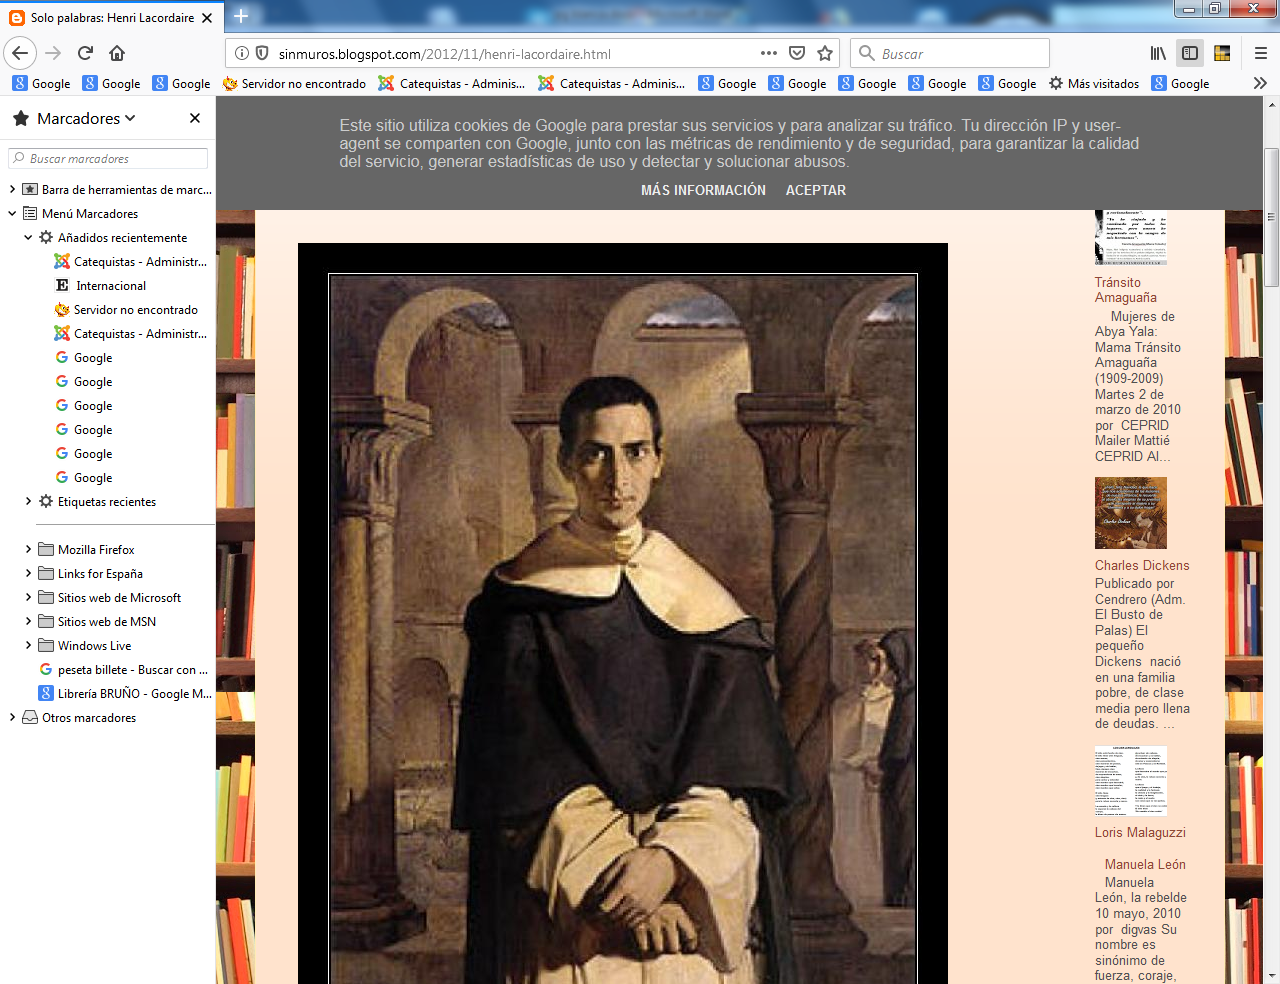 Solo palabras: Henri Lacordaire
sinmuros.blogspot.com/2012/11/henri-lacordaire.html
Buscar
Google
Google
Google
Servidor no encontrado
Catequistas - Adminis...
Catequistas - Adminis...
Google
Google
Google
Google
Google
Más visitados
Google
Marcadores
Buscar marcadores
Barra de herramientas de marc...
Menú Marcadores
Añadidos recientemente
Catequistas - Administr...
Internacional
Servidor no encontrado
Catequistas - Administr...
Google
Google
Google
Google
Google
Google
Etiquetas recientes
Mozilla Firefox
Links for España
Sitios web de Microsoft
Sitios web de MSN
Windows Live
peseta billete - Buscar con ...
Librería BRUÑO - Google M...
Otros marcadores
Este sitio utiliza cookies de Google para prestar sus servicios y para analizar su tráfico. Tu dirección IP y user-
agent se comparten con Google, junto con las métricas de rendimiento y de seguridad, para garantizar la calidad
del servicio, generar estadísticas de uso y detectar y solucionar abusos.
MÁS INFORMACIÓN ACEPTAR
Tránsito
Amaguaña
Mujeres de
Abya Yala:
Mama Tránsito
Amaguaña
(1909-2009)
Martes 2 de
marzo de 2010
por CEPRID
Mailer Mattié
CEPRID Al...
Charles Dickens
Publicado por
Cendrero (Adm.
El Busto de
Palas) El
pequeño
Dickens nació
en una familia
pobre, de clase
media pero llena
de deudas. ...
Loris Malaguzzi
Manuela León
Manuela
León, la rebelde
10 mayo, 2010
por digvas Su
nombre es
sinónimo de
fuerza, coraje,